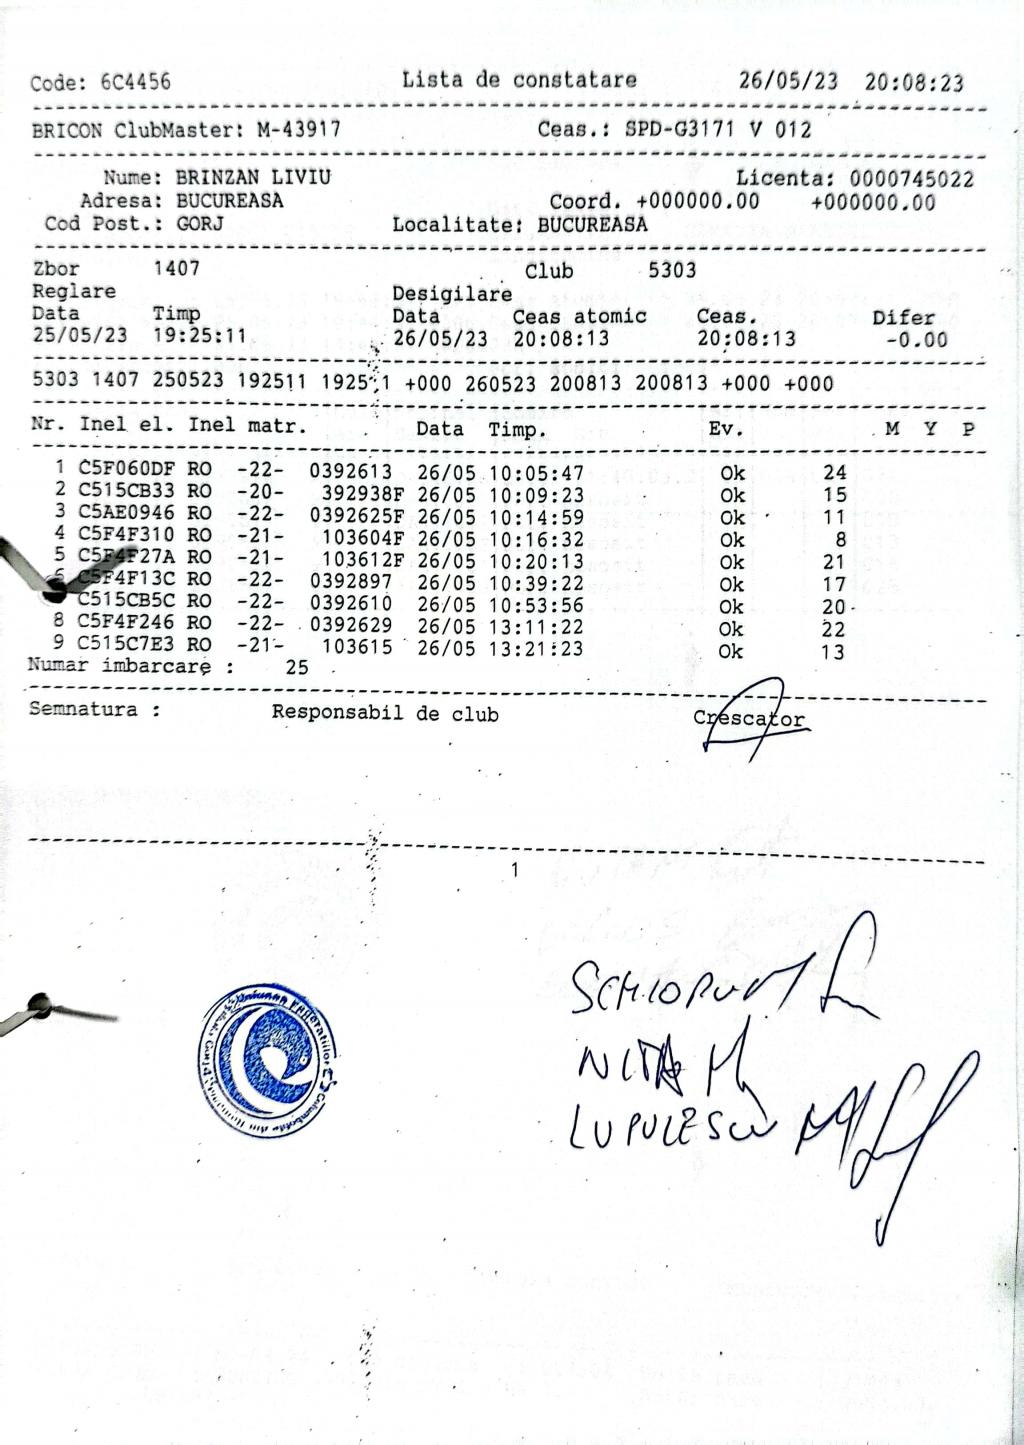 Code: 6C4456 Lista de constatare 26/05/23 20:08:23
BRICON ClubMaster: M-43917 Ceas.: SPD-G3171 V 012
Nume: BRINZAN LIVIU Licenta: 0000745022
Adresa: BUCUREASA Coord. +000000.00 +000000.00
Cod Post.: GORJ Localitate: BUCUREASA
Zbor 1407 Club 5303
Reglare Desigilare
Data Timp Data Ceas atomic Ceas. Difer
25/05/23 19:25:11 26/05/23 20:08:13 20:08:13 -0.00
5303 1407 250523 192511 192511 +000 260523 200813 200813 +000 +000
Nr. Inel el. Inel matr. Data Timp. Ev. M Y P
1 C5F060DF RO -22- 0392613 26/05 10:05:47 Ok 24
2 C515CB33 RO -20- 392938F 26/05 10:09:23 Ok 15
3 C5AE0946 RO -22- 0392625F 26/05 10:14:59 Ok 11
4 C5F4F310 RO -21- 103604F 26/05 10:16:32 Ok 8
5 C5F4F27A RO -21- 103612F 26/05 10:20:13 Ok 21
6 C5F4F13C RO -22- 0392897 26/05 10:39:22 Ok 17
C515CB5C RO -22- 0392610 26/05 10:53:56 Ok 20
8 C5F4F246 RO -22- 0392629 26/05 13:11:22 Ok 22
9 C515C7E3 RO -21- 103615 26/05 13:21:23 Ok 13
Numar imbarcare : 25
Semnatura : Responsabil de club Crescator
1
NITA M
LUPULESCU